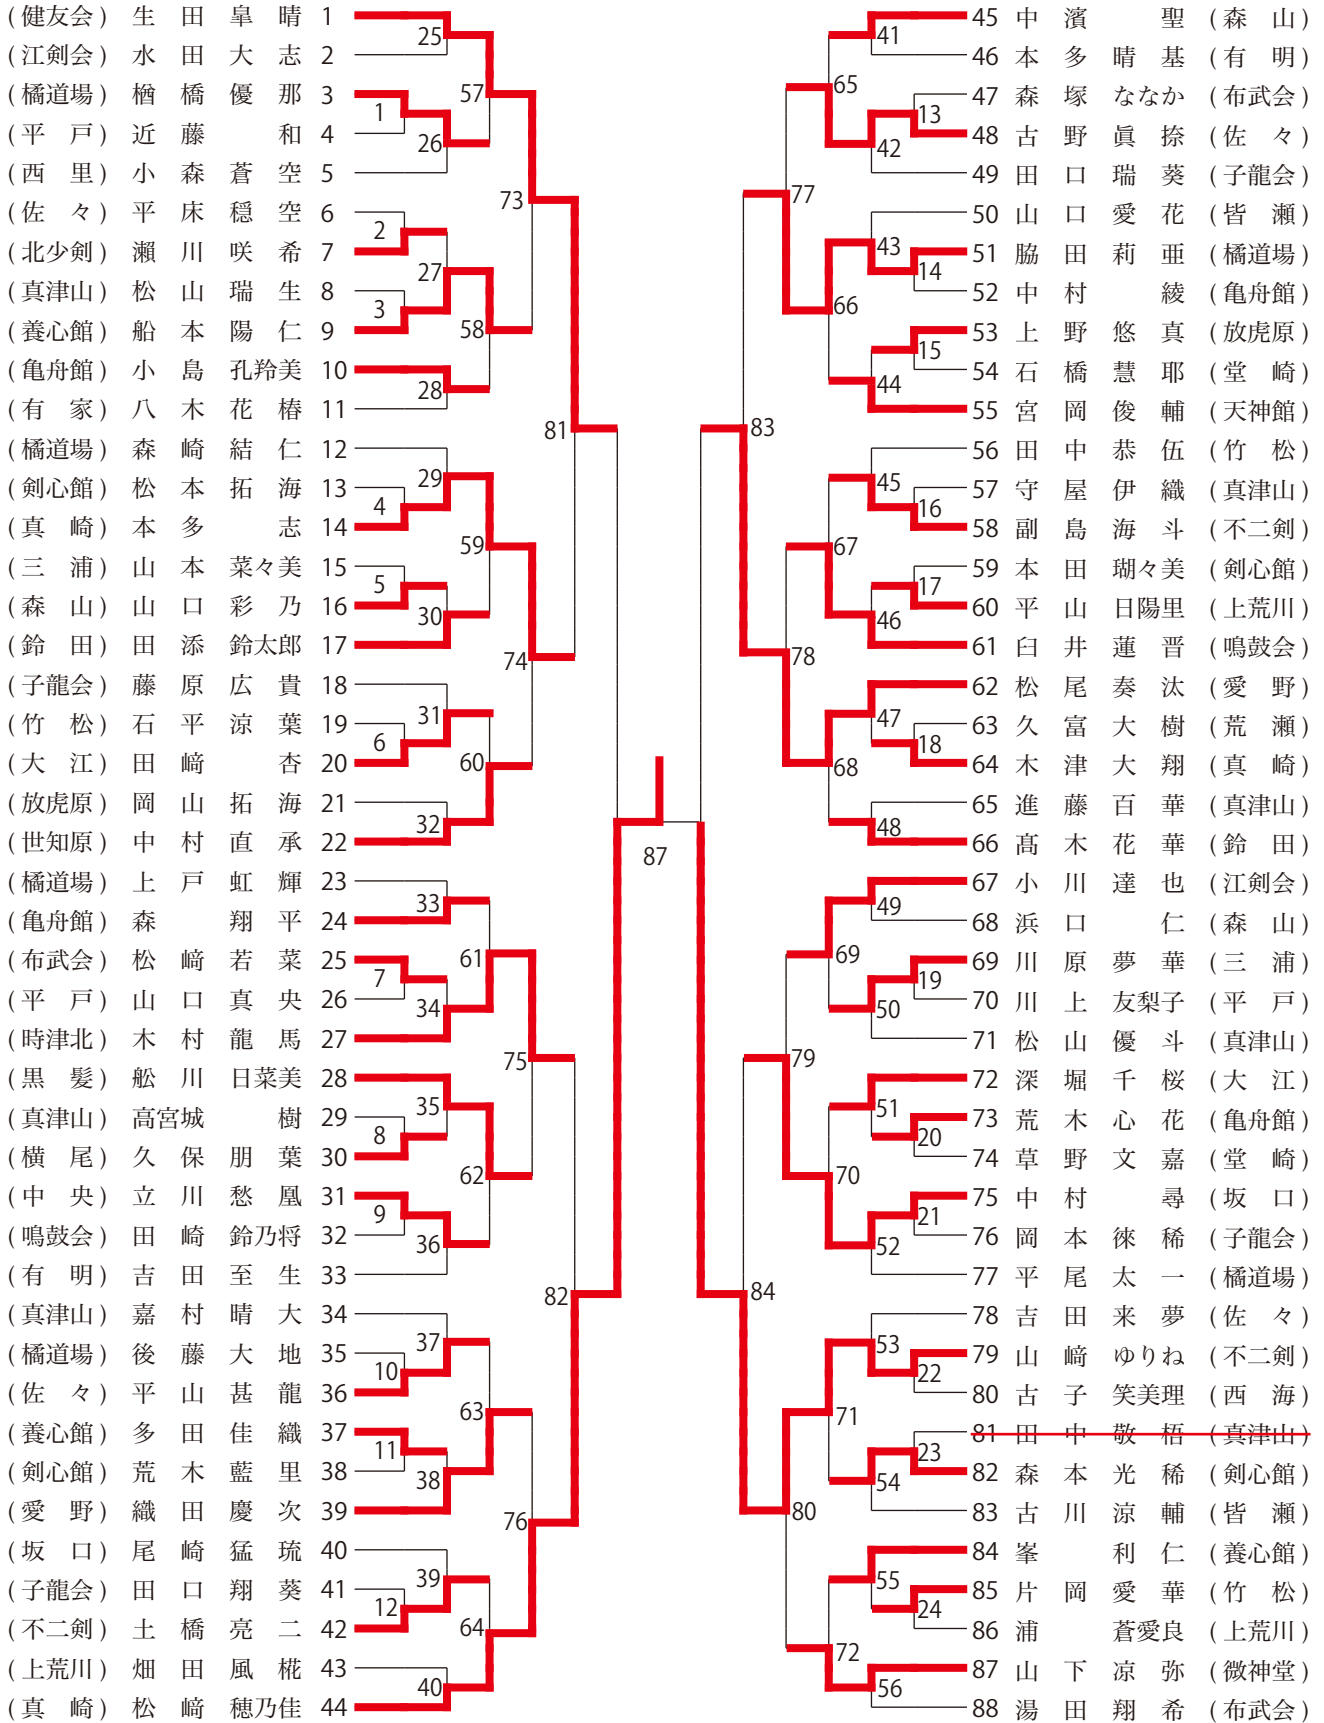 (健友会) 生田皐晴 1
(江剣会) 水田大志 2
(橘道場) 楢橋優那 3
(平戸) 近藤和 4
(西里) 小森蒼空 5
(佐々) 平床穏空 6
(北少剣) 瀬川咲希 7
(真津山) 松山瑞生 8
(養心館) 船本陽仁 9
(亀舟館) 小島孔羚美 10
(有家) 八木花椿 11
(橘道場) 森崎結仁 12
(剣心館) 松本拓海 13
(真崎) 本多志 14
(三浦) 山本菜々美 15
(森山) 山口彩乃 16
(鈴田) 田添鈴太郎 17
(子龍会) 藤原広貴 18
(竹松) 石平涼葉 19
(大江) 田﨑杏 20
(放虎原) 岡山拓海 21
(世知原) 中村直承 22
(橘道場) 上戸虹輝 23
(亀舟館) 森翔平 24
(布武会) 松﨑若菜 25
(平戸) 山口真央 26
(時津北) 木村龍馬 27
(黒髪) 舩川日菜美 28
(真津山) 高宮城樹 29
(横尾) 久保朋葉 30
(中央) 立川愁凰 31
(鳴鼓会) 田崎鈴乃将 32
(有明) 吉田至生 33
(真津山) 嘉村晴大 34
(橘道場) 後藤大地 35
(佐々) 平山甚龍 36
(養心館) 多田佳織 37
(剣心館) 荒木藍里 38
(愛野) 織田慶次 39
(坂口) 尾崎猛琉 40
(子龍会) 田口翔葵 41
(不二剣) 土橋亮二 42
(上荒川) 畑田風椛 43
(真崎) 松﨑穂乃佳 44
25
57
1
26
73
2
27
3
58
28
81
29
4
59
5
30
74
31
6
60
32
33
61
7
34
75
35
8
62
9
36
82
37
10
63
11
38
76
39
12
64
40
87
41
65
13
42
77
43
14
66
15
44
83
45
16
67
17
46
78
47
18
68
48
49
69
19
50
79
51
20
70
21
52
84
53
22
71
23
54
80
55
24
72
56
45 中濱聖 (森山)
46 本多晴基 (有明)
47 森塚ななか (布武会)
48 古野眞捺 (佐々)
49 田口瑞葵 (子龍会)
50 山口愛花 (皆瀬)
51 脇田莉亜 (橘道場)
52 中村綾 (亀舟館)
53 上野悠真 (放虎原)
54 石橋慧耶 (堂崎)
55 宮岡俊輔 (天神館)
56 田中恭伍 (竹松)
57 守屋伊織 (真津山)
58 副島海斗 (不二剣)
59 本田瑚々美 (剣心館)
60 平山日陽里 (上荒川)
61 臼井蓮晋 (鳴鼓会)
62 松尾奏汰 (愛野)
63 久富大樹 (荒瀬)
64 木津大翔 (真崎)
65 進藤百華 (真津山)
66 髙木花華 (鈴田)
67 小川達也 (江剣会)
68 浜口仁 (森山)
69 川原夢華 (三浦)
70 川上友梨子 (平戸)
71 松山優斗 (真津山)
72 深堀千桜 (大江)
73 荒木心花 (亀舟館)
74 草野文嘉 (堂崎)
75 中村尋 (坂口)
76 岡本徠稀 (子龍会)
77 平尾太一 (橘道場)
78 吉田来夢 (佐々)
79 山﨑ゆりね (不二剣)
80 古子笑美理 (西海)
81 田中敬梧 (真津山)
82 森本光稀 (剣心館)
83 古川涼輔 (皆瀬)
84 峯利仁 (養心館)
85 片岡愛華 (竹松)
86 浦蒼愛良 (上荒川)
87 山下凉弥 (微神堂)
88 湯田翔希 (布武会)